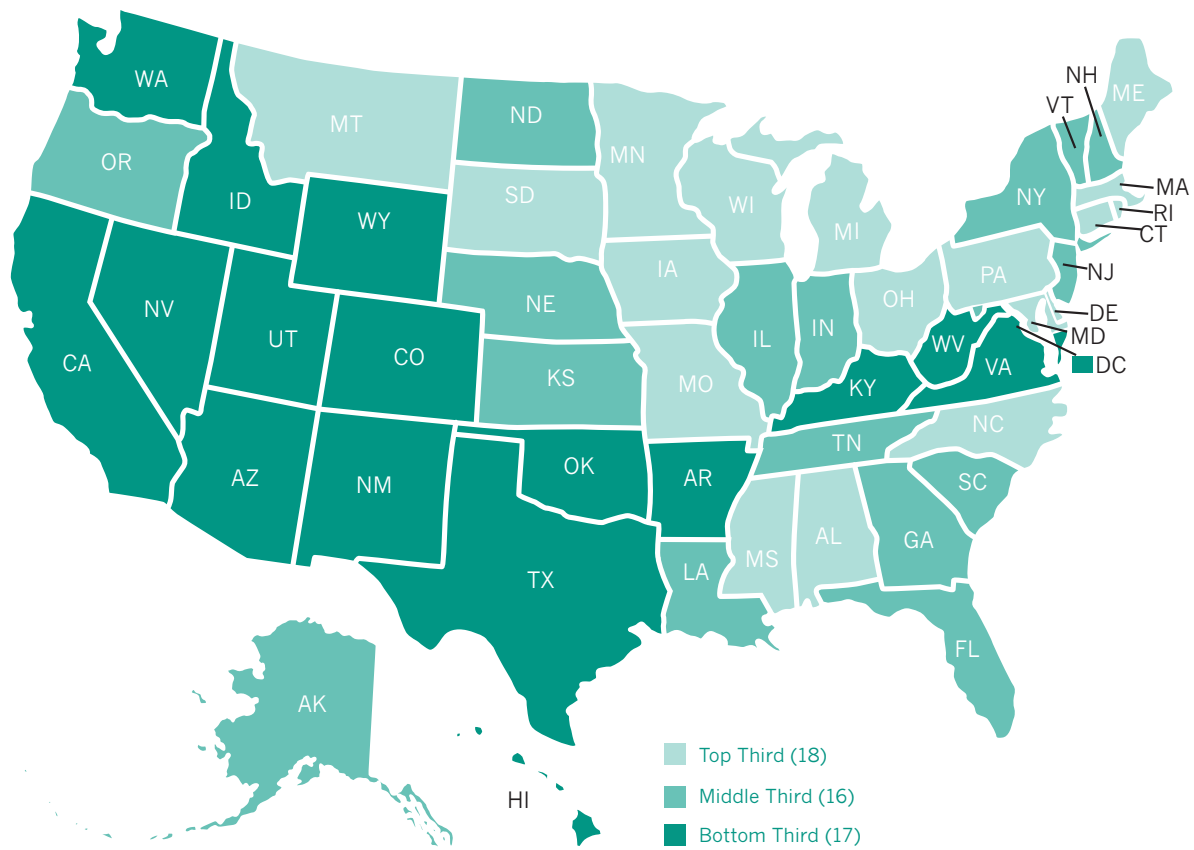 WA
MT
ND
MN
OR
ID
WY
SD
WI
MI
NH
VT
ME
NY
MA
RI
CT
NV
UT
CO
NE
IA
IL
IN
OH
PA
NJ
DE
MD
DC
CA
KS
MO
KY
WV
VA
AZ
NM
OK
AR
TN
NC
SC
TX
LA
MS
AL
GA
FL
AK
HI
Top Third (18)
Middle Third (16)
Bottom Third (17)